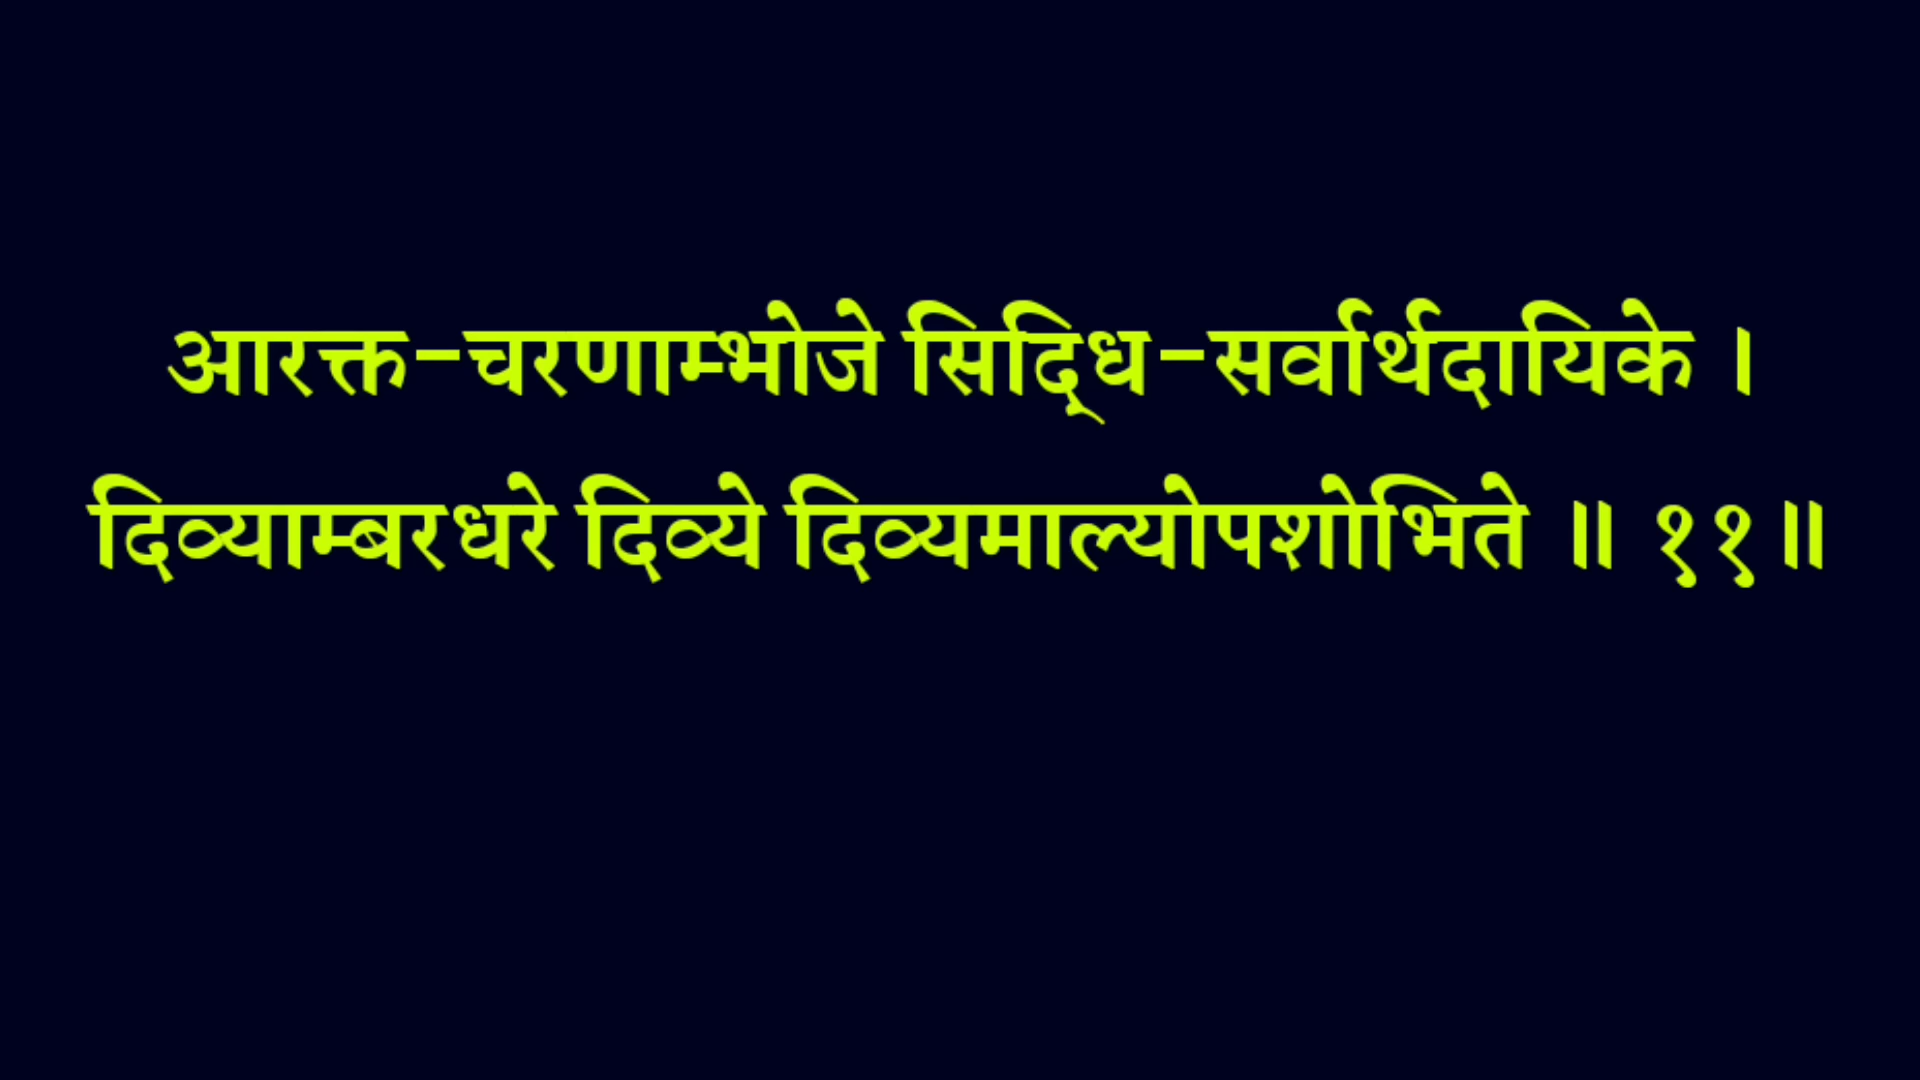 आरक्त-चरणाम्भोजे सिद्धि-सर्वार्थदायिके ।
दिव्याम्बरधरे दिव्ये दिव्यमाल्योपशोभिते ॥ ११॥